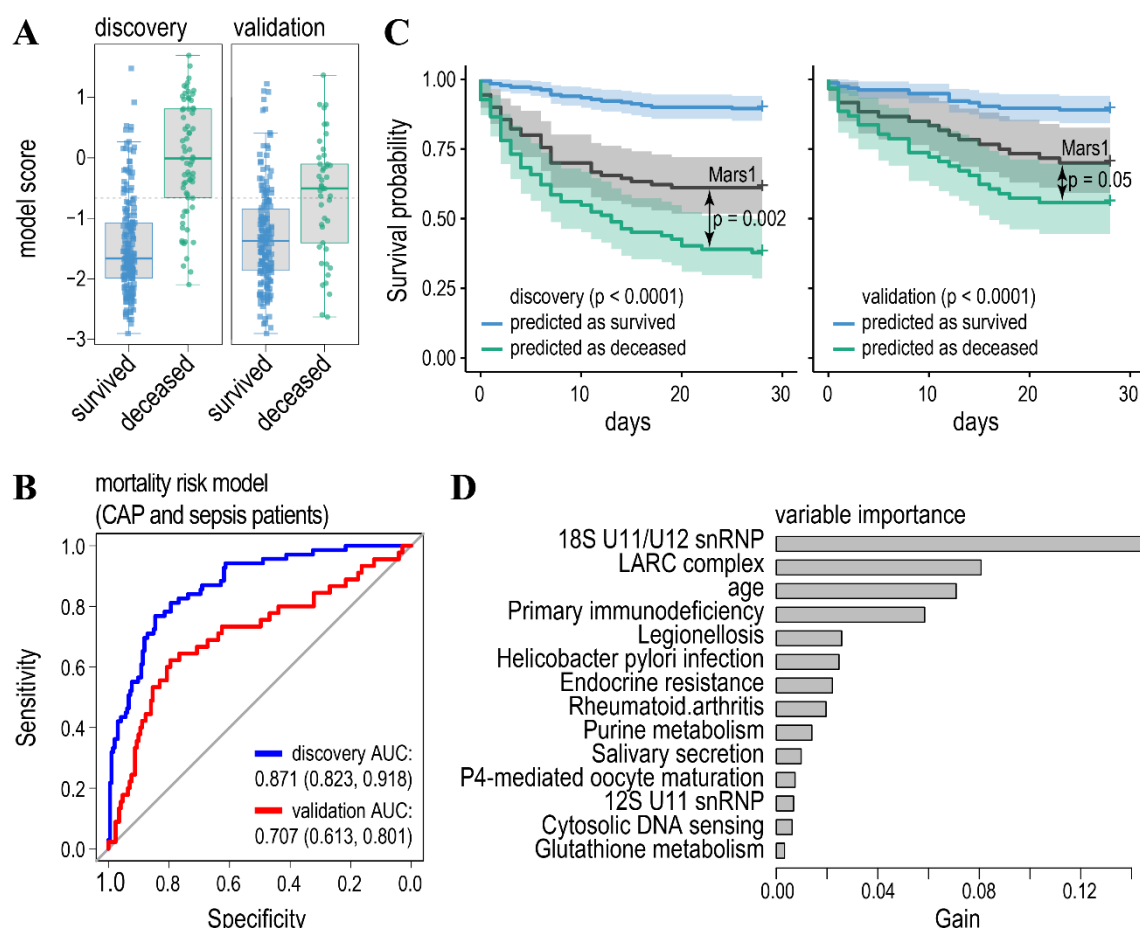 A
discovery
validation
model score
1
0
−1
−2
−3
survived
deceased
survived
deceased
C
Survival probability
1.00
0.75
0.50
0.25
0.00
Mars1
p = 0.002
discovery (p < 0.0001)
predicted as survived
predicted as deceased
0
10
20
30
days
Mars1
p = 0.05
validation (p < 0.0001)
predicted as survived
predicted as deceased
0
10
20
30
days
B
mortality risk model
(CAP and sepsis patients)
Sensitivity
1.0
0.8
0.6
0.4
0.2
0.0
discovery AUC:
0.871 (0.823, 0.918)
validation AUC:
0.707 (0.613, 0.801)
1.0
0.8
0.6
0.4
0.2
0.0
Specificity
D
variable importance
18S U11/U12 snRNP
LARC complex
age
Primary immunodeficiency
Legionellosis
Helicobacter pylori infection
Endocrine resistance
Rheumatoid.arthritis
Purine metabolism
Salivary secretion
P4-mediated oocyte maturation
12S U11 snRNP
Cytosolic DNA sensing
Glutathione metabolism
0.00
0.04
0.08
0.12
Gain